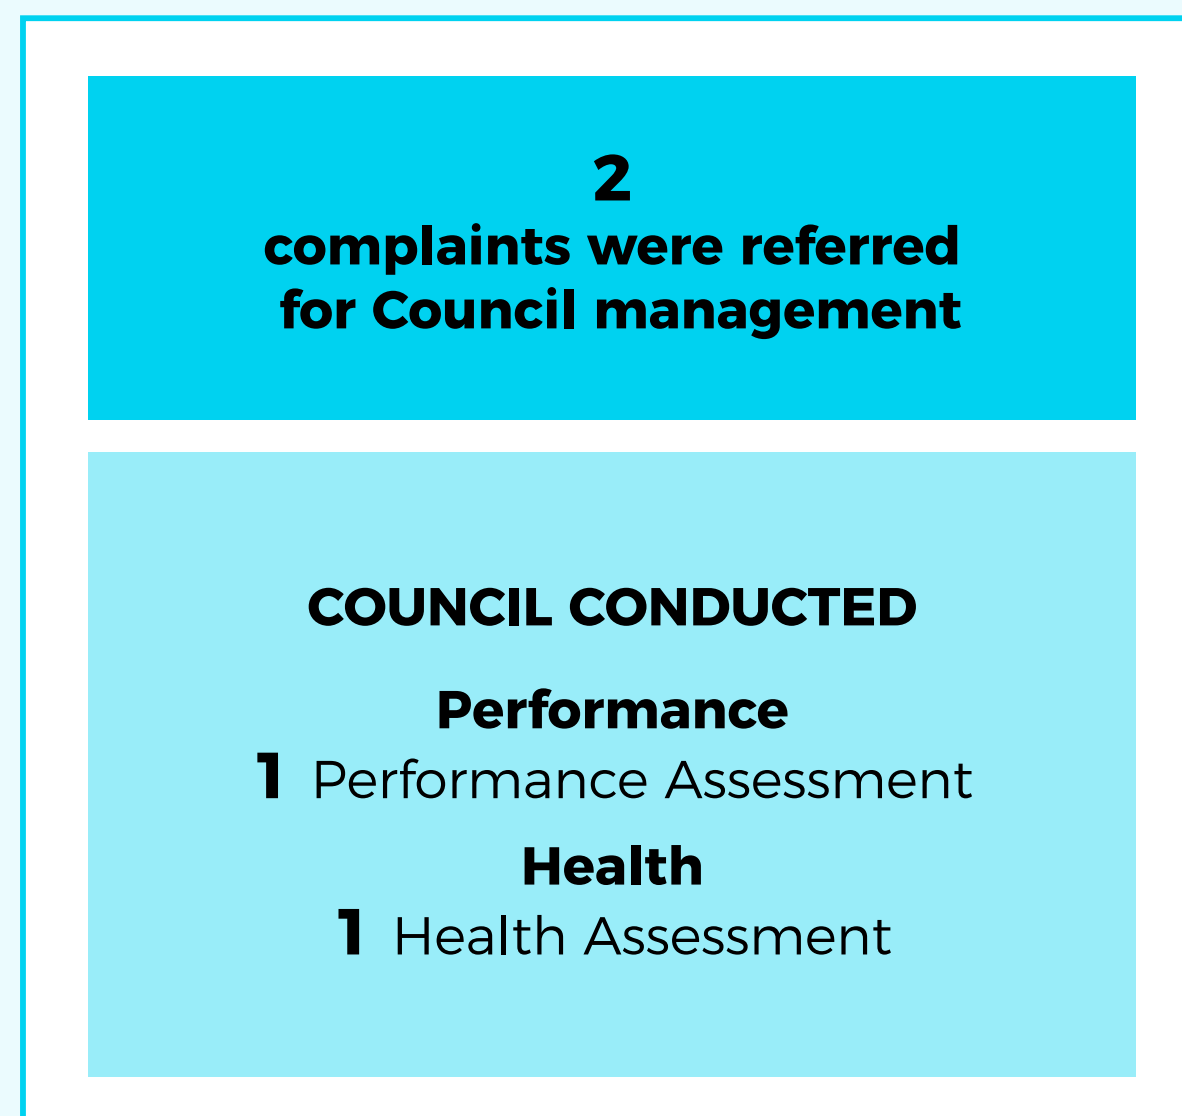 2
complaints were referred
for Council management
COUNCIL CONDUCTED
Performance
1 Performance Assessment
Health
1 Health Assessment